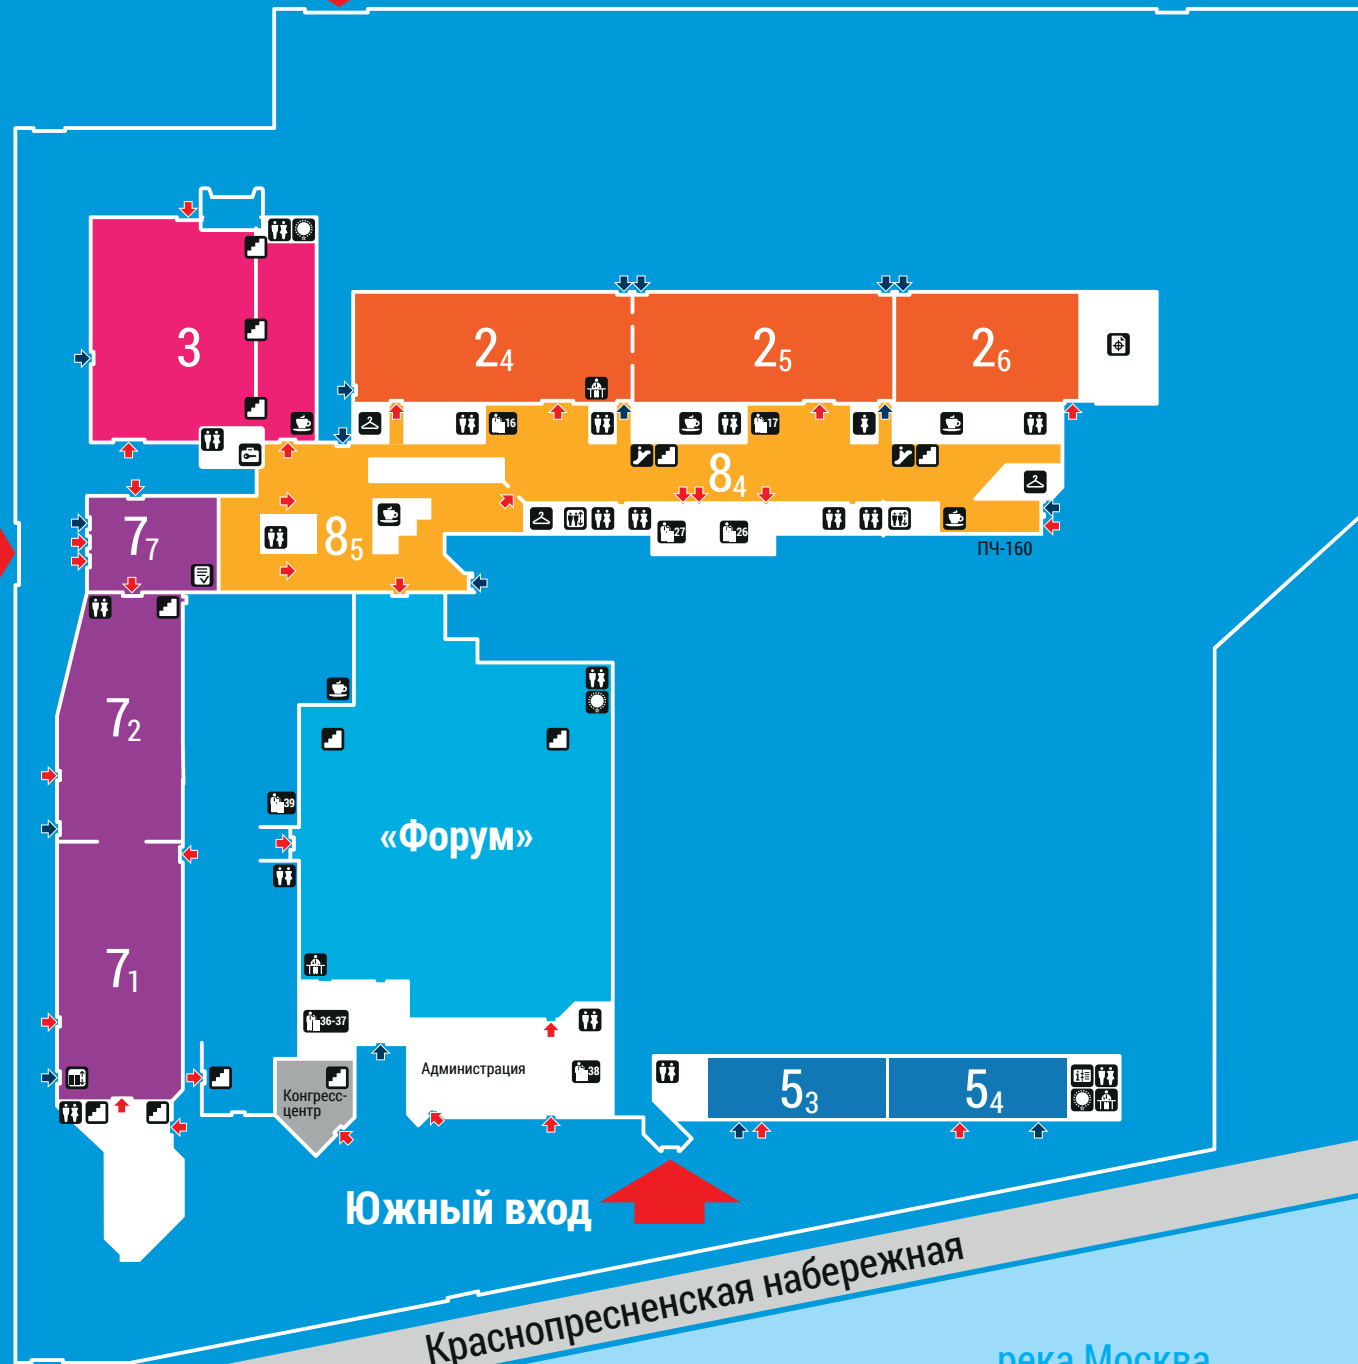 3
2₄
2₅
2₆
16
17
8₄
7₇
8₅
27
26
ПЧ-160
7₂
39
«Форум»
7₁
36-37
Администрация
38
Конгресс-
центр
5₃
5₄
Южный вход
Краснопресненская набережная
река Москва